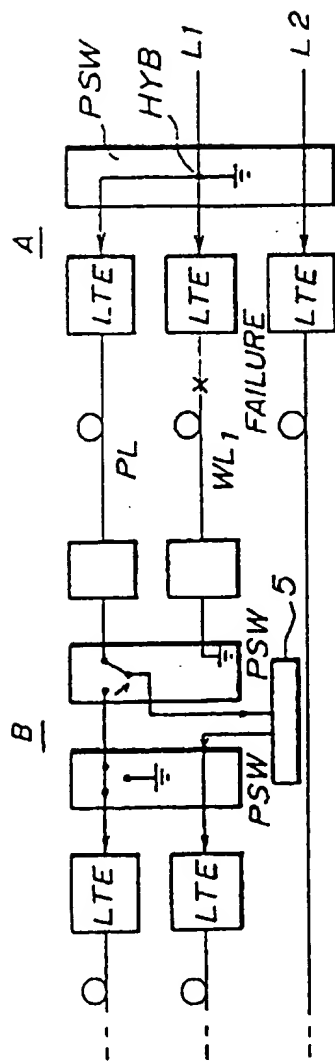 B
A
PSW
HYB
LTE
PL
LTE
L1
LTE
WL1
LTE
PSW
PSW
FAILURE
LTE
L2
5